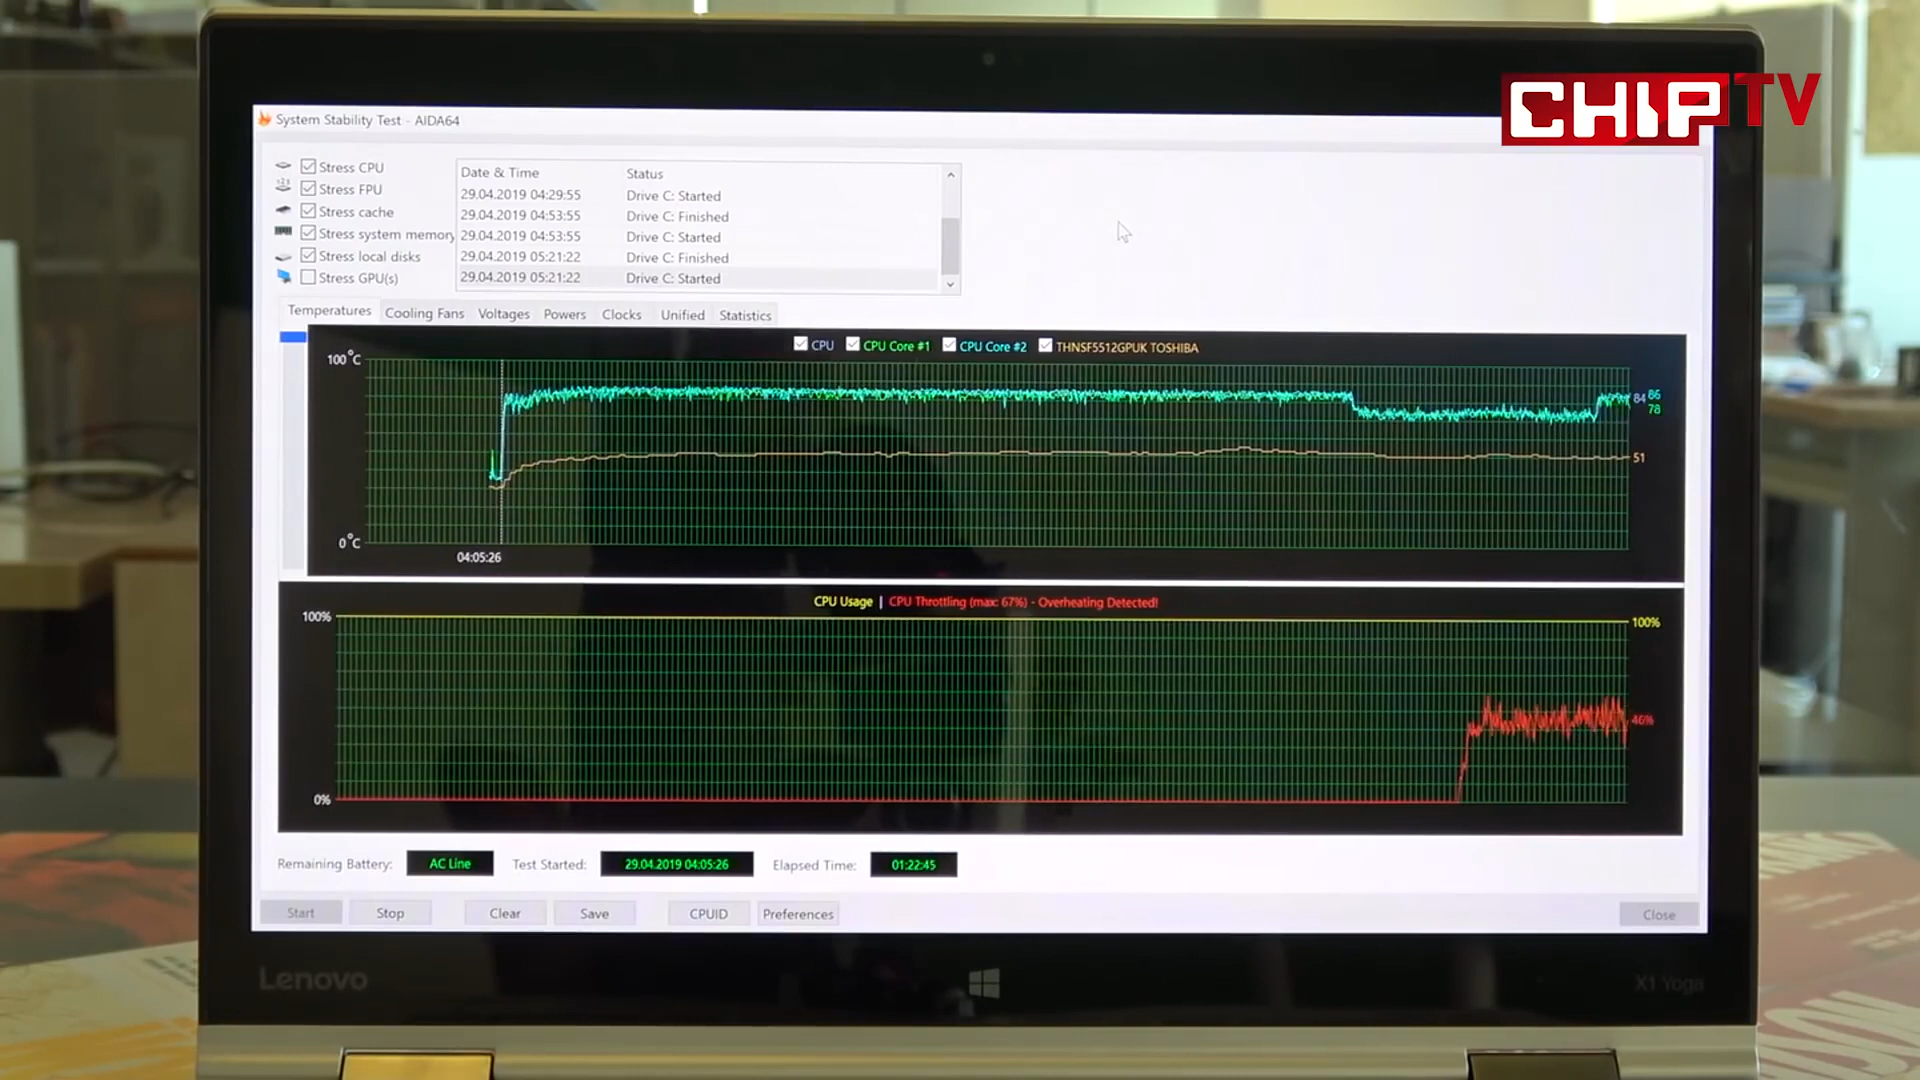 CHIP TV
System Stability Test - AIDA64
Stress CPU
Stress FPU
Stress cache
Stress system memory
Stress local disks
Stress GPU(s)
Date & Time Status
29.04.2019 04:29:55 Drive C: Started
29.04.2019 04:53:55 Drive C: Finished
29.04.2019 04:53:55 Drive C: Started
29.04.2019 05:21:22 Drive C: Finished
29.04.2019 05:21:22 Drive C: Started
Temperatures Cooling Fans Voltages Powers Clocks Unified Statistics
CPU CPU Core #1 CPU Core #2 THNSF5512GPUK TOSHIBA
100°C
84 86
78
51
0°C
04:05:26
CPU Usage | CPU Throttling (max: 67%) - Overheating Detected!
100% 100%
46%
0%
Remaining Battery: AC Line Test Started: 29.04.2019 04:05:26 Elapsed Time: 01:22:45
Start Stop Clear Save CPUID Preferences Close
Lenovo X1 Yoga